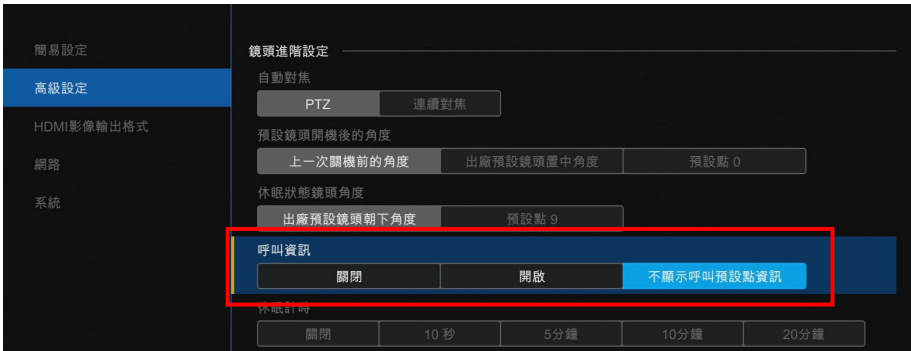 簡易設定
高級設定
HDMI影像輸出格式
網路
系統
鏡頭進階設定
自動對焦
PTZ 連續對焦
預設鏡頭開機後的角度
上一次關機前的角度 出廠預設鏡頭置中角度 預設點 0
休眠狀態鏡頭角度
出廠預設鏡頭朝下角度 預設點 9
呼叫資訊
關閉 開啟 不顯示呼叫預設點資訊
休眠計時
關閉 10 秒 5分鐘 10分鐘 20分鐘